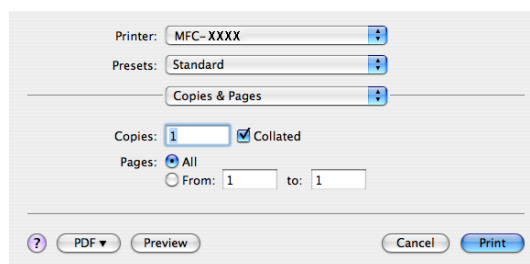 Printer: MFC-XXXX
Presets: Standard
Copies & Pages
Copies: 1 Collated
Pages: All
From: 1 to: 1
? PDF ▼ Preview Cancel Print